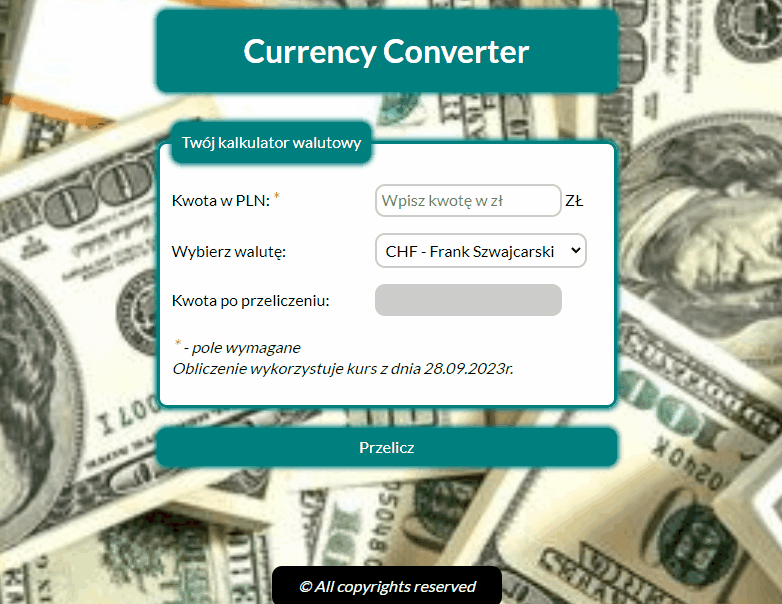 Currency Converter
Twój kalkulator walutowy
Kwota w PLN: *
Wpisz kwotę w zł ZŁ
Wybierz walutę:
CHF - Frank Szwajcarski
Kwota po przeliczeniu:
* - pole wymagane
Obliczenie wykorzystuje kurs z dnia 28.09.2023r.
Przelicz
© All copyrights reserved